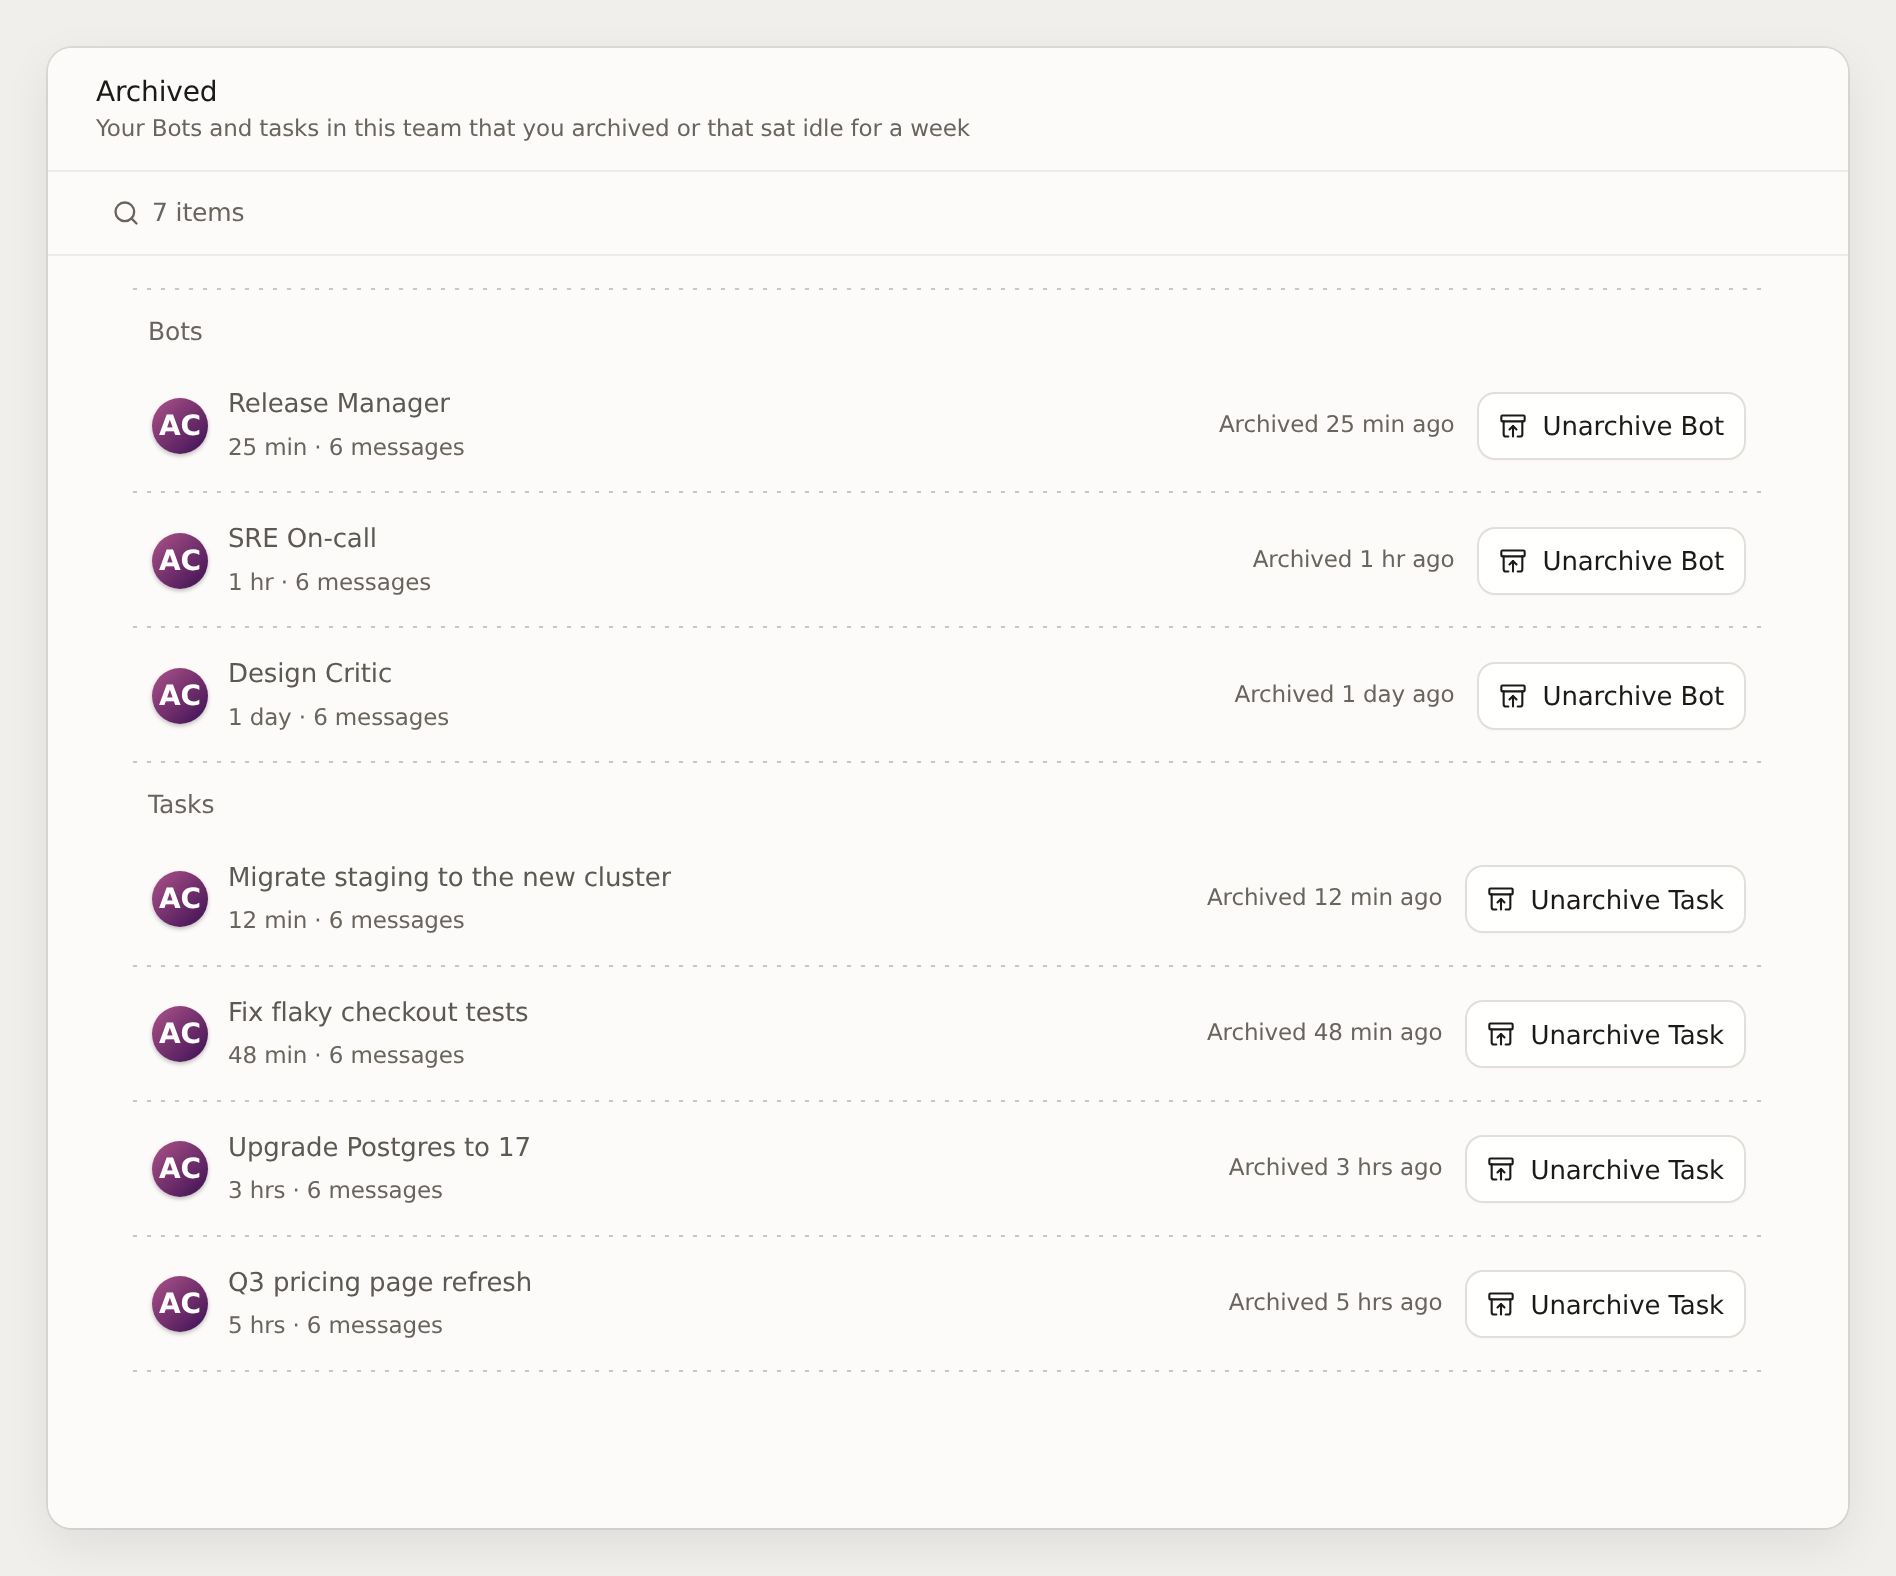 Archived
Your Bots and tasks in this team that you archived or that sat idle for a week
7 items
Bots
AC
Release Manager
25 min · 6 messages
Archived 25 min ago
Unarchive Bot
AC
SRE On-call
1 hr · 6 messages
Archived 1 hr ago
Unarchive Bot
AC
Design Critic
1 day · 6 messages
Archived 1 day ago
Unarchive Bot
Tasks
AC
Migrate staging to the new cluster
12 min · 6 messages
Archived 12 min ago
Unarchive Task
AC
Fix flaky checkout tests
48 min · 6 messages
Archived 48 min ago
Unarchive Task
AC
Upgrade Postgres to 17
3 hrs · 6 messages
Archived 3 hrs ago
Unarchive Task
AC
Q3 pricing page refresh
5 hrs · 6 messages
Archived 5 hrs ago
Unarchive Task